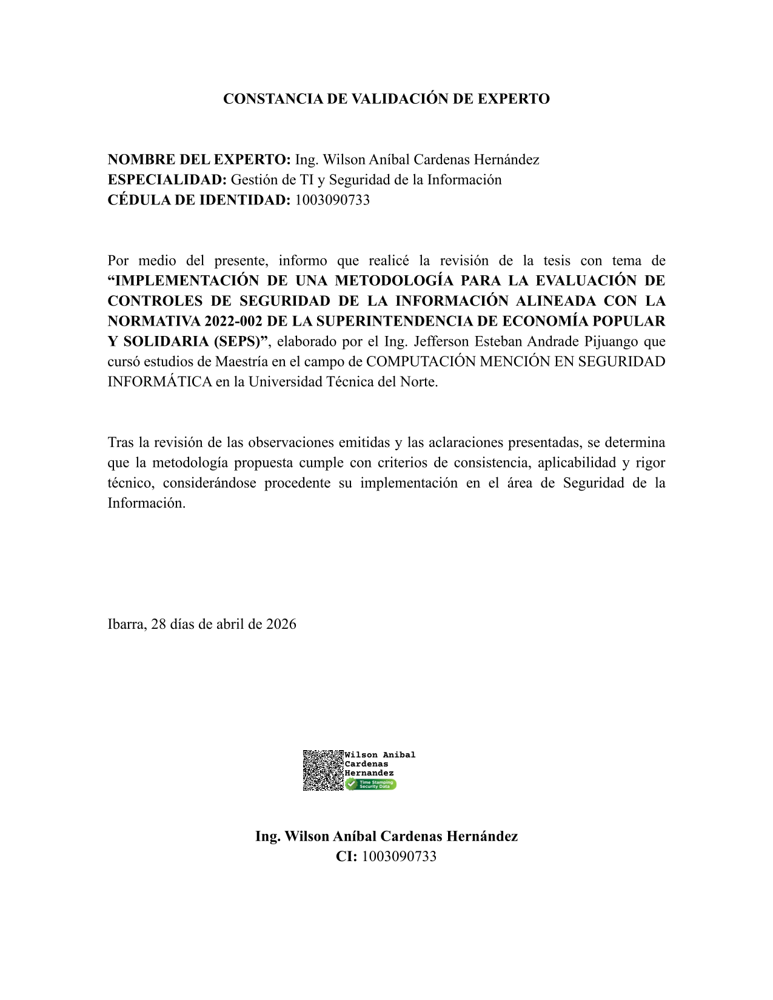 CONSTANCIA DE VALIDACIÓN DE EXPERTO
NOMBRE DEL EXPERTO: Ing. Wilson Aníbal Cardenas Hernández
ESPECIALIDAD: Gestión de TI y Seguridad de la Información
CÉDULA DE IDENTIDAD: 1003090733
Por medio del presente, informo que realicé la revisión de la tesis con tema de
“IMPLEMENTACIÓN DE UNA METODOLOGÍA PARA LA EVALUACIÓN DE
CONTROLES DE SEGURIDAD DE LA INFORMACIÓN ALINEADA CON LA
NORMATIVA 2022-002 DE LA SUPERINTENDENCIA DE ECONOMÍA POPULAR
Y SOLIDARIA (SEPS)”, elaborado por el Ing. Jefferson Esteban Andrade Pijuango que
cursó estudios de Maestría en el campo de COMPUTACIÓN MENCIÓN EN SEGURIDAD
INFORMÁTICA en la Universidad Técnica del Norte.
Tras la revisión de las observaciones emitidas y las aclaraciones presentadas, se determina
que la metodología propuesta cumple con criterios de consistencia, aplicabilidad y rigor
técnico, considerándose procedente su implementación en el área de Seguridad de la
Información.
Ibarra, 28 días de abril de 2026
Wilson Anibal
Cardenas
Hernandez
Time Stamping
Security Data
Ing. Wilson Aníbal Cardenas Hernández
CI: 1003090733